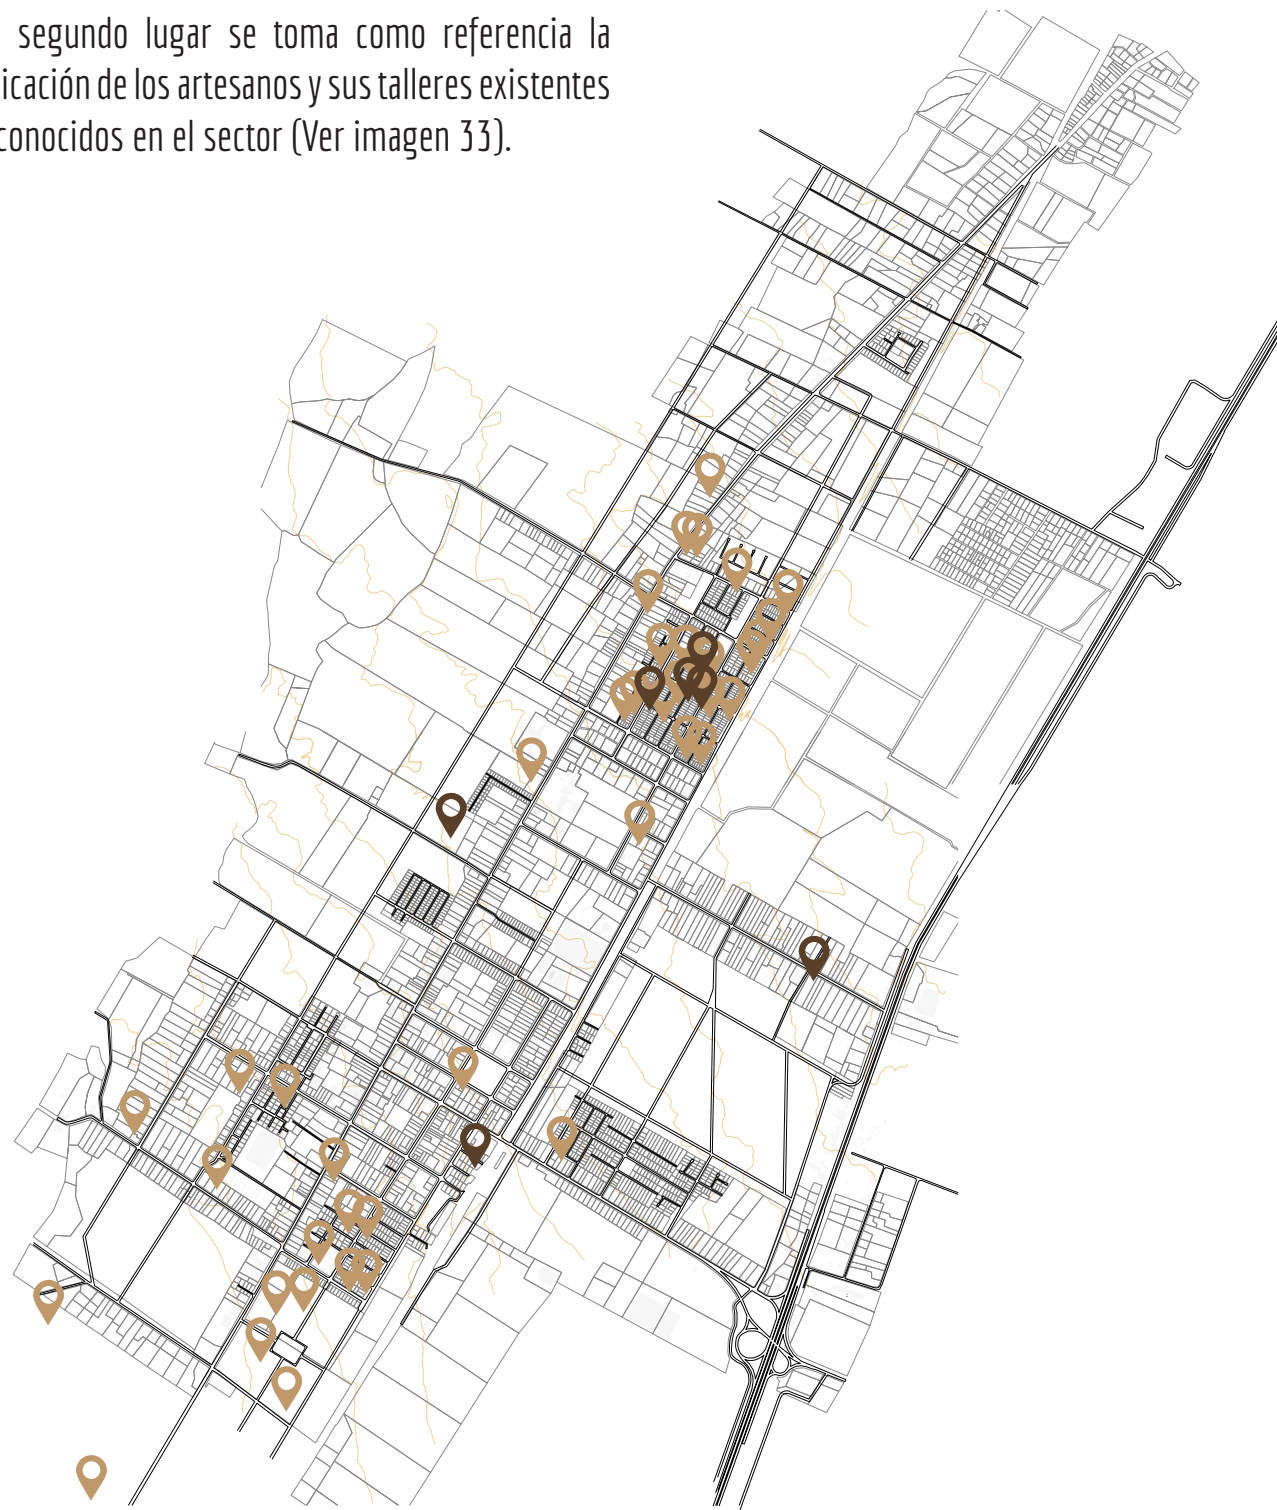 segundo lugar se toma como referencia la
icación de los artesanos y sus talleres existentes
conocidos en el sector (Ver imagen 33).